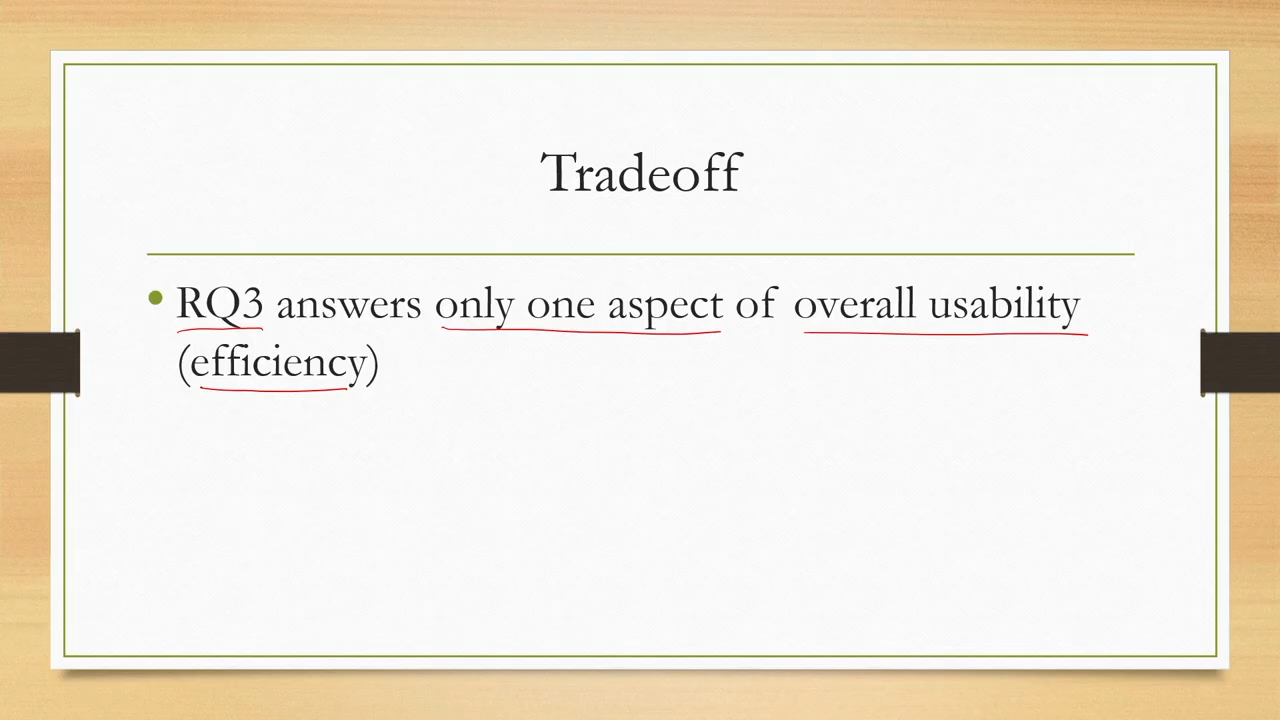 Tradeoff
• RQ3 answers only one aspect of overall usability
(efficiency)